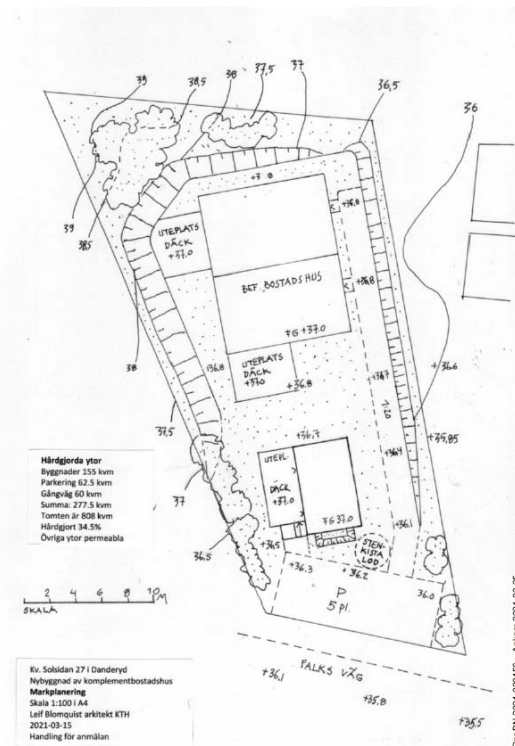 39
38,5
38
37,5
37
36,5
36
39
38,5
38
37,5
37
36.5
+36,8
UTEPLATS
DÄCK
+37.0
BEF. BOSTADSHUS
+36,8
FG +37.0
+36.8
UTEPLATS
DÄCK
+37.0
+36.8
+36,7
1:20
+36.6
+35,85
+36,7
+36,4
UTEPL.
DÄCK
+37.0
FG 37.0
+36,1
+36,5
STEN-
KISTA
LOD
+36.3
+36.2
36.0
P
5 pl.
FALKS VÄG
+36,1
+35.8
+35,5
Hårdgjorda ytor
Byggnader 155 kvm
Parkering 62.5 kvm
Gångväg 60 kvm
Summa: 277.5 kvm
Tomten är 808 kvm
Hårdgjort 34.5%
Övriga ytor permeabla
2 4 6 8 10 M
SKALA
Kv. Solsidan 27 i Danderyd
Nybyggnad av komplementbostadshus
Markplanering
Skala 1:100 i A4
Leif Blomquist arkitekt KTH
2021-03-15
Handling för anmälan